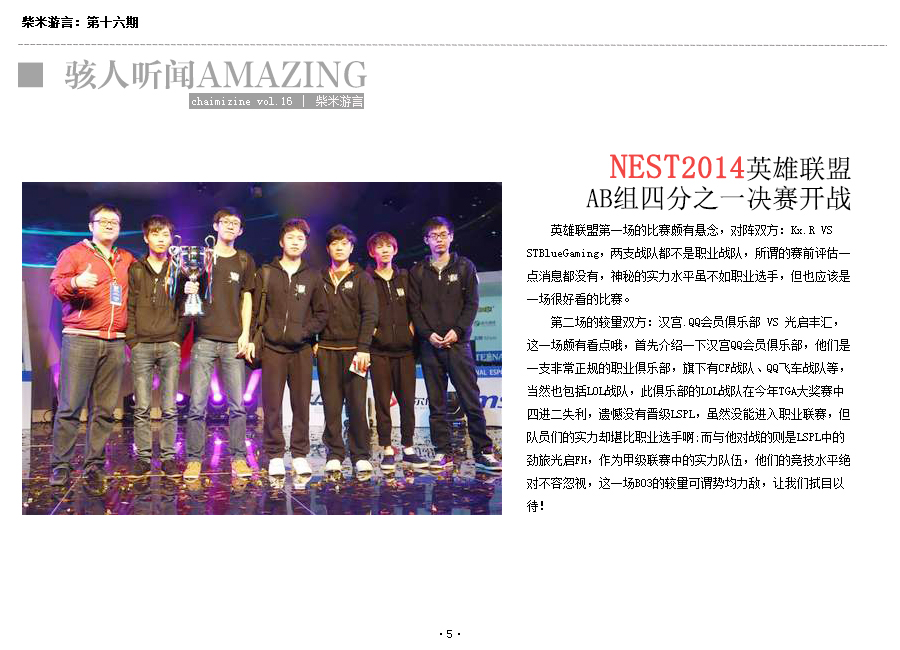 柴米游言：第十六期
骇人听闻AMAZING
chaimizine vol.16 | 柴米游言
NEST2014英雄联盟
AB组四分之一决赛开战
英雄联盟第一场的比赛颇有悬念，对阵双方：Kx.R VS
STBlueGaming，两支战队都不是职业战队，所谓的赛前评估一
点消息都没有，神秘的实力水平虽不如职业选手，但也应该是
一场很好看的比赛。
第二场的较量双方：汉宫.QQ会员俱乐部 VS 光启丰汇，
这一场颇有看点哦，首先介绍一下汉宫QQ会员俱乐部，他们是
一支非常正规的职业俱乐部，旗下有CF战队、QQ飞车战队等，
当然也包括LOL战队，此俱乐部的LOL战队在今年TGA大奖赛中
四进二失利，遗憾没有晋级LSPL，虽然没能进入职业联赛，但
队员们的实力却堪比职业选手啊;而与他对战的则是LSPL中的
劲旅光启FH，作为甲级联赛中的实力队伍，他们的竞技水平绝
对不容忽视，这一场BO3的较量可谓势均力敌，让我们拭目以
待！
·5·